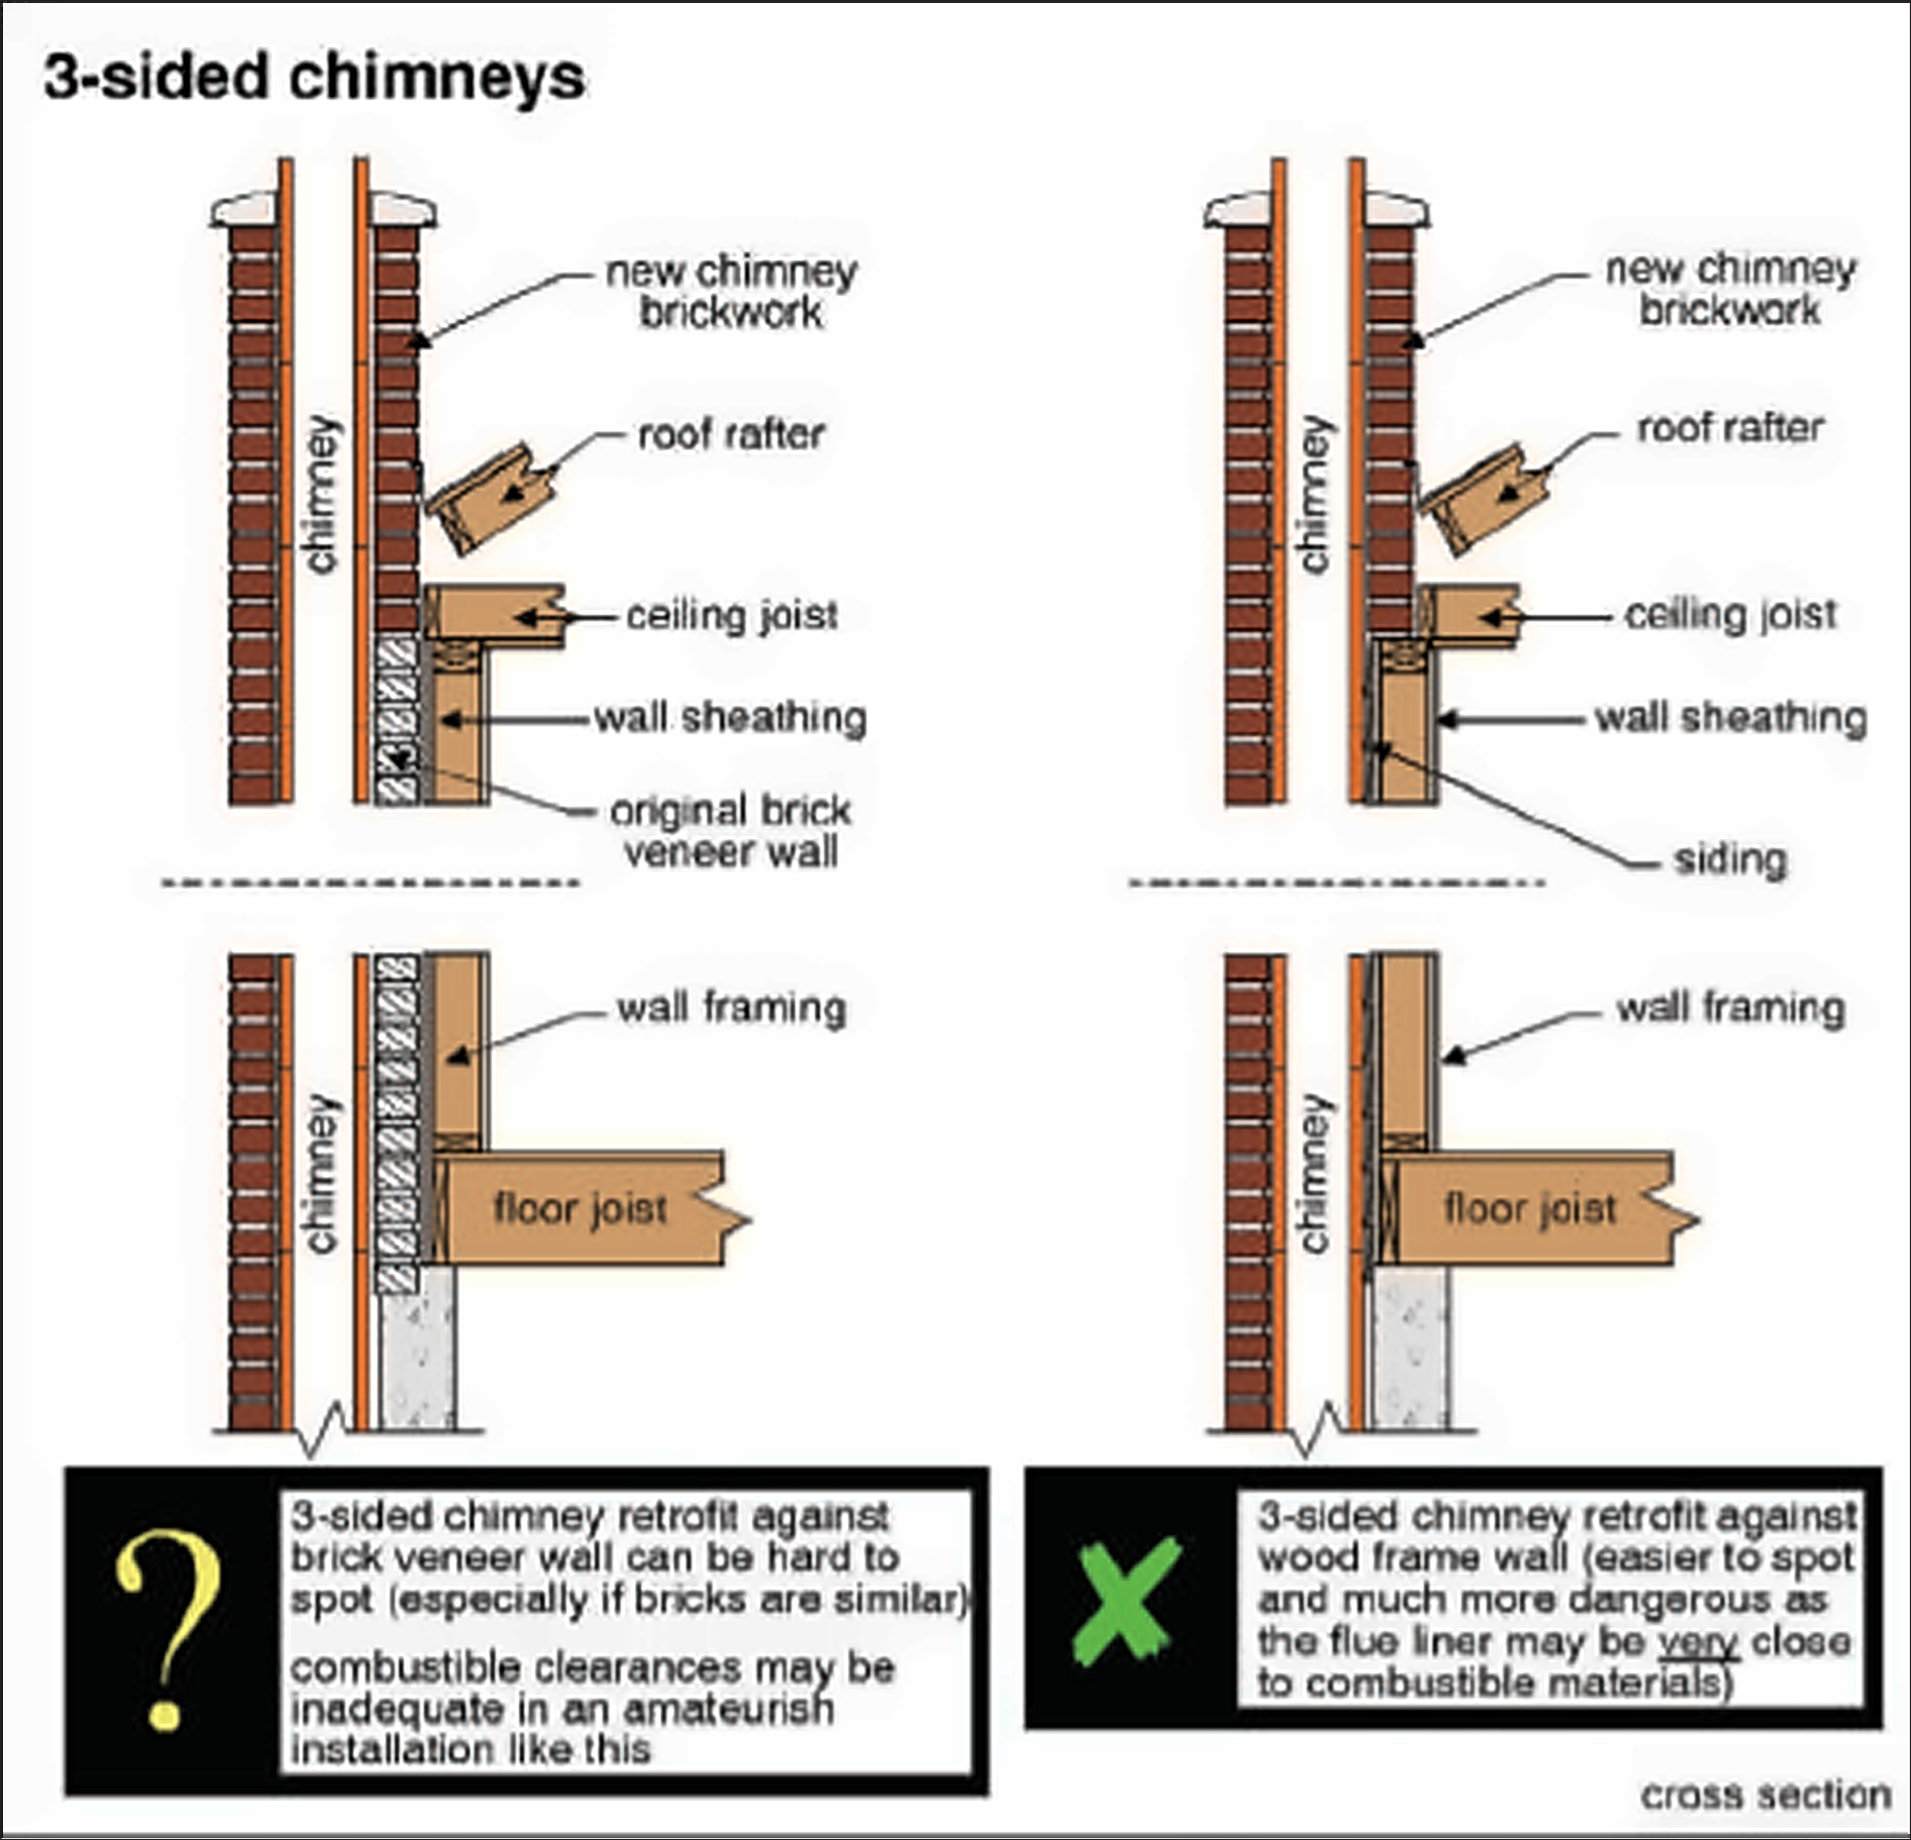 3-sided chimneys
new chimney
brickwork
roof rafter
chimney
ceiling joist
wall sheathing
original brick
veneer wall
wall framing
chimney
floor joist
3-sided chimney retrofit against
brick veneer wall can be hard to
spot (especially if bricks are similar)
combustible clearances may be
inadequate in an amateurish
installation like this
new chimney
brickwork
roof rafter
chimney
ceiling joist
wall sheathing
siding
wall framing
chimney
floor joist
3-sided chimney retrofit against
wood frame wall (easier to spot
and much more dangerous as
the flue liner may be very close
to combustible materials)
cross section